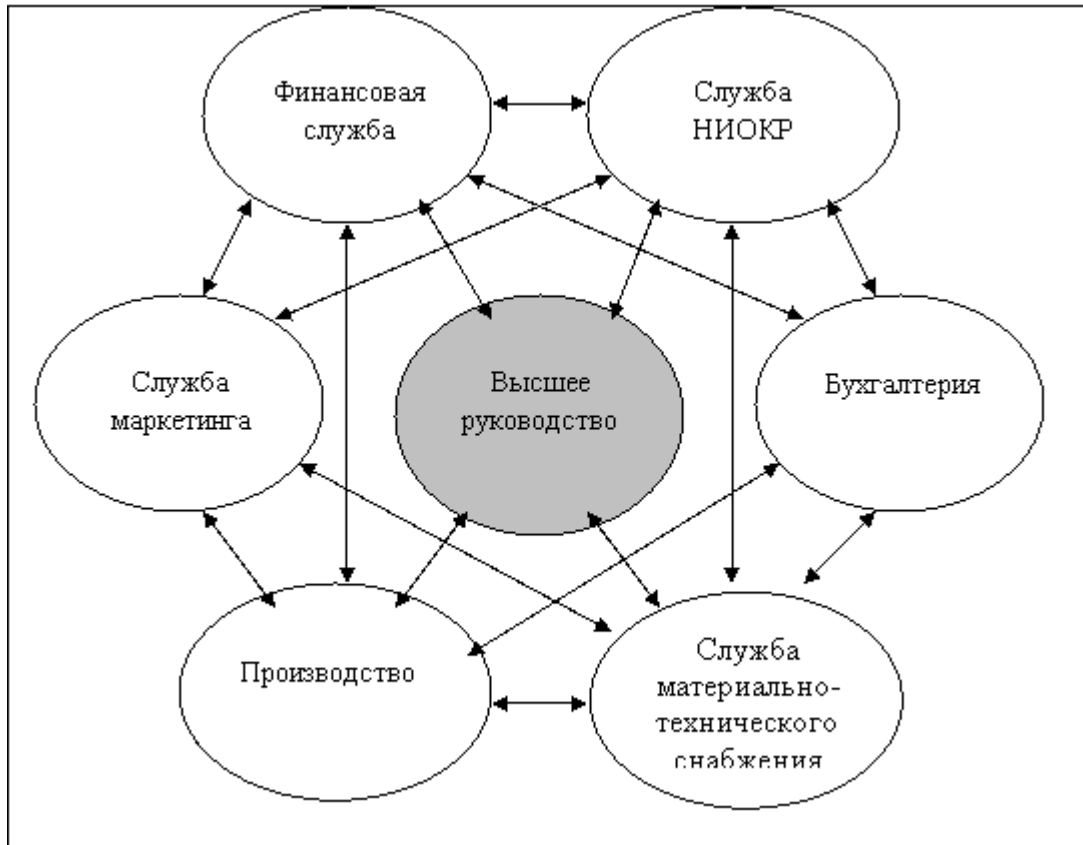 Финансовая
служба
Служба
НИОКР
Служба
маркетинга
Высшее
руководство
Бухгалтерия
Производство
Служба
материально-
технического
снабжения